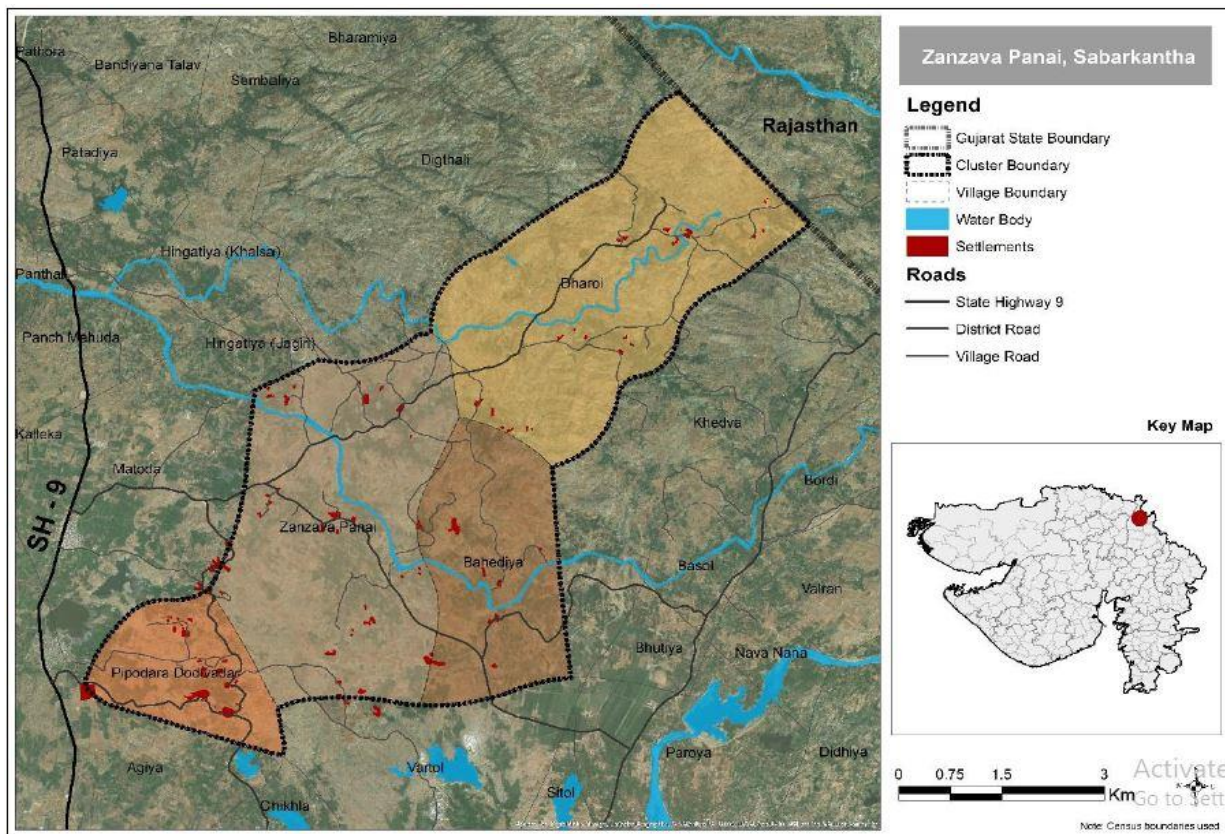 Zanzava Panai, Sabarkantha
Legend
Gujarat State Boundary
Cluster Boundary
Village Boundary
Water Body
Settlements
Roads
State Highway 9
District Road
Village Road
Key Map
0 0.75 1.5 3
Km
Activate
Go to Sett
Note: Census boundaries used
Pathora
Bharamiya
Bandiyana Talav
Sembaliya
Rajasthan
Patadiya
Digthali
Hingatiya (Khalsa)
Panthal
Dharoi
Panch Mahuda
Hingatiya (Jagir)
Khedva
Kalleka
Matoda
Bordi
SH - 9
Zanzava Panai
Bahediya
Basol
Valran
Bhutiya
Nava Nana
Pipodara Dodivadar
Paroya
Didhiya
Agiya
Vartol
Sitol
Chikhla